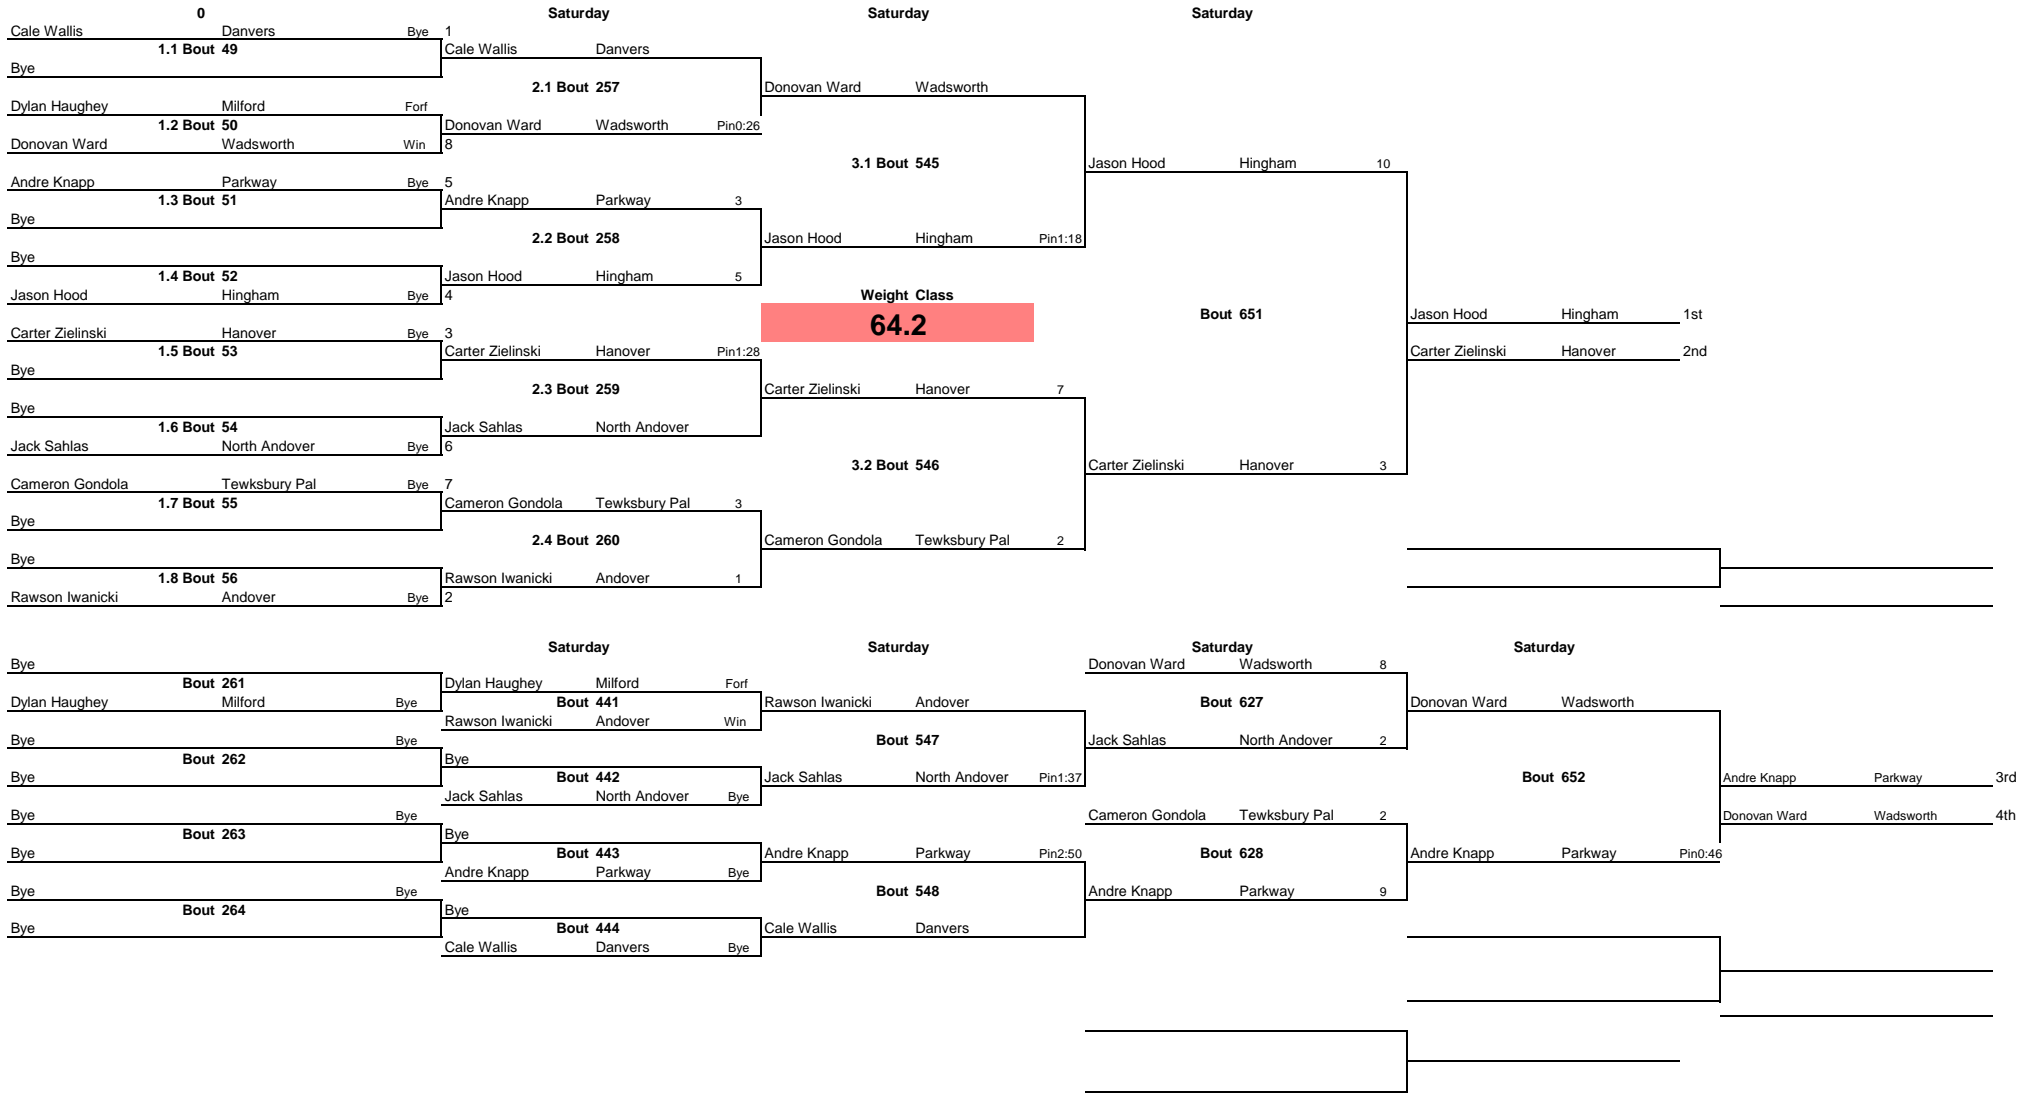 0 Saturday Saturday Saturday
Cale Wallis Danvers Bye 1
1.1 Bout 49 Cale Wallis Danvers
Bye
2.1 Bout 257 Donovan Ward Wadsworth
Dylan Haughey Milford Forf
1.2 Bout 50 Donovan Ward Wadsworth Pin0:26
Donovan Ward Wadsworth Win 8
3.1 Bout 545 Jason Hood Hingham 10
Andre Knapp Parkway Bye 5
1.3 Bout 51 Andre Knapp Parkway 3
Bye
2.2 Bout 258 Jason Hood Hingham Pin1:18
Bye
1.4 Bout 52 Jason Hood Hingham 5
Jason Hood Hingham Bye 4 Weight Class
64.2 Bout 651 Jason Hood Hingham 1st
Carter Zielinski Hanover Bye 3
1.5 Bout 53 Carter Zielinski Hanover Pin1:28 Carter Zielinski Hanover 2nd
Bye
2.3 Bout 259 Carter Zielinski Hanover 7
Bye
1.6 Bout 54 Jack Sahlas North Andover
Jack Sahlas North Andover Bye 6
3.2 Bout 546 Carter Zielinski Hanover 3
Cameron Gondola Tewksbury Pal Bye 7
1.7 Bout 55 Cameron Gondola Tewksbury Pal 3
Bye
2.4 Bout 260 Cameron Gondola Tewksbury Pal 2
Bye
1.8 Bout 56 Rawson Iwanicki Andover 1
Rawson Iwanicki Andover Bye 2
Saturday Saturday Saturday Saturday
Bye Donovan Ward Wadsworth 8
Bout 261 Dylan Haughey Milford Forf
Dylan Haughey Milford Bye Bout 441 Rawson Iwanicki Andover Bout 627 Donovan Ward Wadsworth
Rawson Iwanicki Andover Win
Bye Bye Bout 547 Jack Sahlas North Andover 2
Bout 262 Bye
Bye Bout 442 Jack Sahlas North Andover Pin1:37 Bout 652 Andre Knapp Parkway 3rd
Jack Sahlas North Andover Bye
Bye Bye Cameron Gondola Tewksbury Pal 2 Donovan Ward Wadsworth 4th
Bout 263 Bye
Bye Bout 443 Andre Knapp Parkway Pin2:50 Bout 628 Andre Knapp Parkway Pin0:46
Andre Knapp Parkway Bye
Bye Bye Bout 548 Andre Knapp Parkway 9
Bout 264 Bye
Bye Bout 444 Cale Wallis Danvers
Cale Wallis Danvers Bye